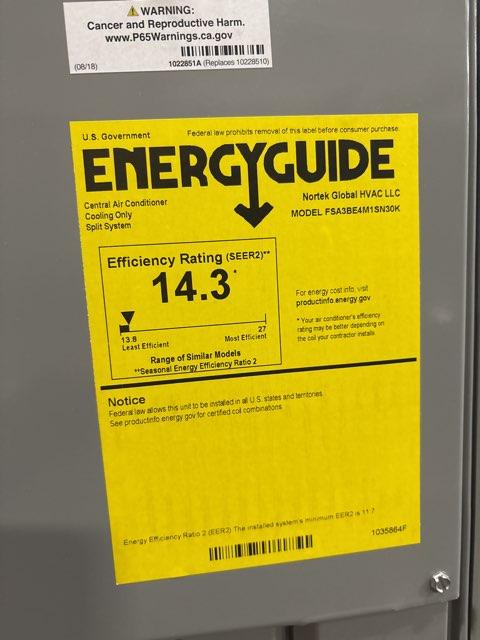 ⚠ WARNING:
Cancer and Reproductive Harm.
www.P65Warnings.ca.gov
(08/18)
1022851A (Replaces 10228510)
U.S. Government
Federal law prohibits removal of this label before consumer purchase.
ENERGYGUIDE
Central Air Conditioner
Cooling Only
Split System
Nortek Global HVAC LLC
MODEL FSA3BE4M1SN30K
Efficiency Rating (SEER2)**
14.3*
13.8
27
Least Efficient
Most Efficient
Range of Similar Models
**Seasonal Energy Efficiency Ratio 2
For energy cost info, visit
productinfo.energy.gov
* Your air conditioner's efficiency
rating may be better depending on
the coil your contractor installs.
Notice
Federal law allows this unit to be installed in all U.S. states and territories.
See productinfo.energy.gov for certified coil combinations.
Energy Efficiency Ratio 2 (EER2) The installed system's minimum EER2 is 11.7
1035864F